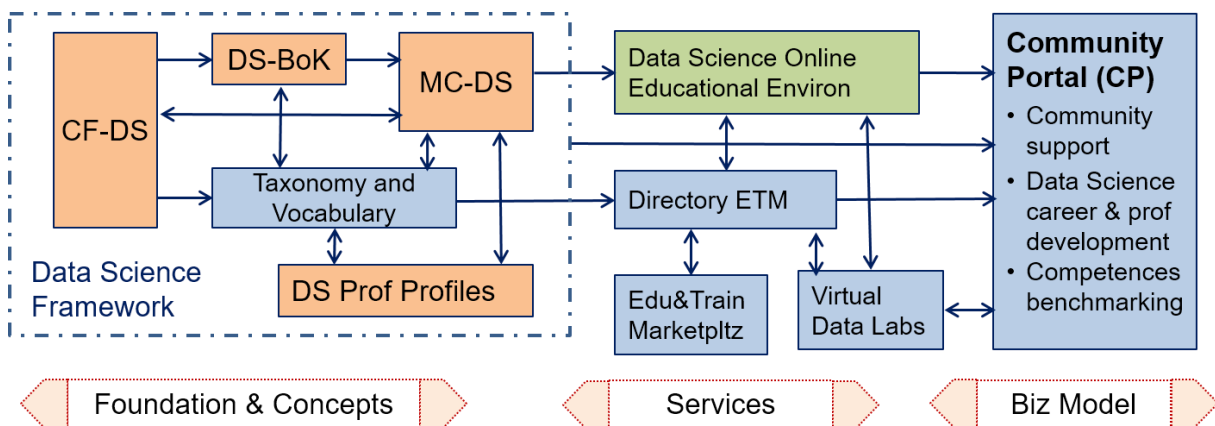 CF-DS
DS-BoK
MC-DS
Taxonomy and
Vocabulary
DS Prof Profiles
Data Science
Framework
Data Science Online
Educational Environ
Directory ETM
Edu&Train
Marketpltz
Virtual
Data Labs
Community
Portal (CP)
• Community
support
• Data Science
career & prof
development
• Competences
benchmarking
Foundation & Concepts
Services
Biz Model